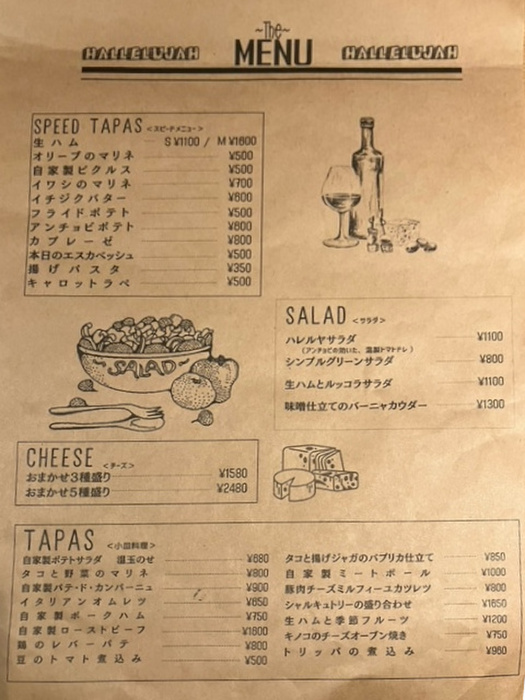 ~The~
HALLELUJAH MENU HALLELUJAH
SPEED TAPAS <スピードメニュー>
生ハム S ¥1100 / M ¥1600
オリーブのマリネ ¥500
自家製ピクルス ¥500
イワシのマリネ ¥700
イチジクバター ¥600
フライドポテト ¥500
アンチョビポテト ¥600
カプレーゼ ¥800
本日のエスカベッシュ ¥500
揚げパスタ ¥350
キャロットラペ ¥500
SALAD <サラダ>
ハレルヤサラダ ¥1100
(アンチョビの効いた、温製トマトドレ)
シンプルグリーンサラダ ¥800
生ハムとルッコラサラダ ¥1100
味噌仕立てのバーニャカウダー ¥1300
SALAD
CHEESE <チーズ>
おまかせ3種盛り ¥1580
おまかせ5種盛り ¥2480
TAPAS <小皿料理>
自家製ポテトサラダ 温玉のせ ¥680
タコと野菜のマリネ ¥800
自家製パテ・ド・カンパーニュ ¥900
イタリアンオムレツ ¥650
自家製ポークハム ¥750
自家製ローストビーフ ¥1600
鶏のレバーパテ ¥800
豆のトマト煮込み ¥500
タコと揚げジャガのパプリカ仕立て ¥850
自家製ミートボール ¥1000
豚肉チーズミルフィーユカツレツ ¥800
シャルキュトリーの盛り合わせ ¥1650
生ハムと季節フルーツ ¥1200
キノコのチーズオーブン焼き ¥750
トリッパの煮込み ¥980